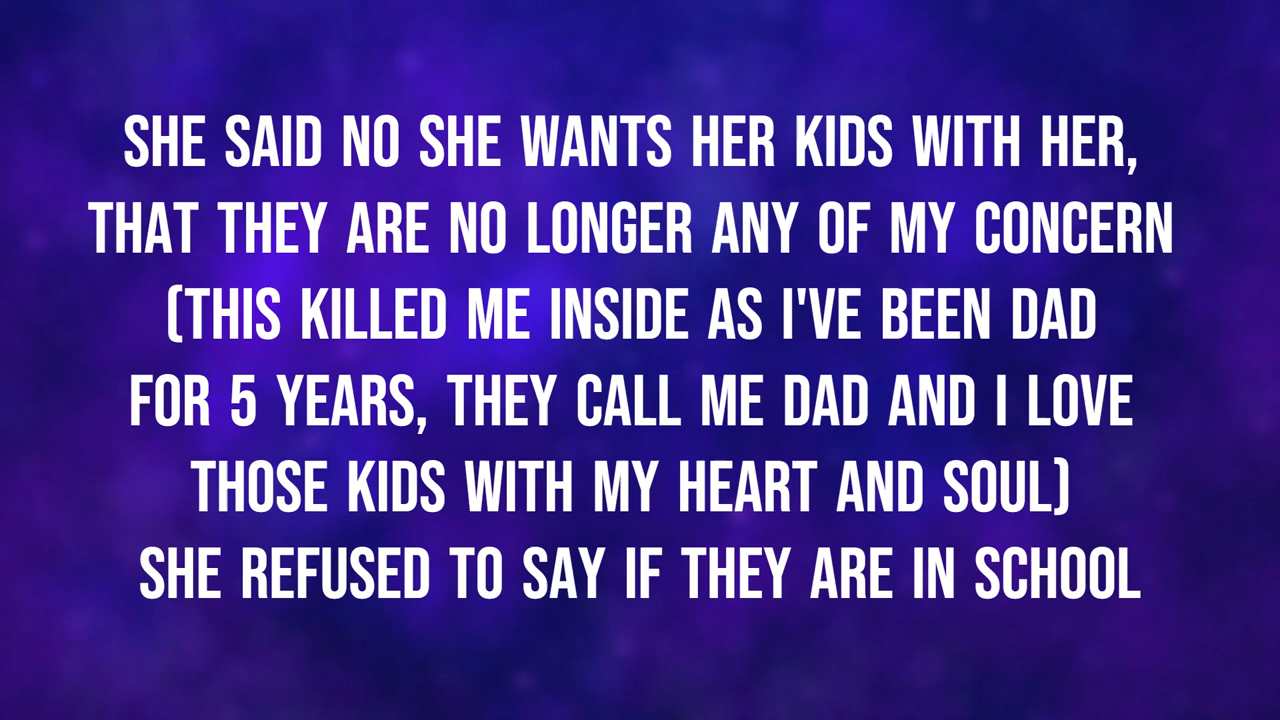 SHE SAID NO SHE WANTS HER KIDS WITH HER,
THAT THEY ARE NO LONGER ANY OF MY CONCERN
(THIS KILLED ME INSIDE AS I'VE BEEN DAD
FOR 5 YEARS, THEY CALL ME DAD AND I LOVE
THOSE KIDS WITH MY HEART AND SOUL)
SHE REFUSED TO SAY IF THEY ARE IN SCHOOL